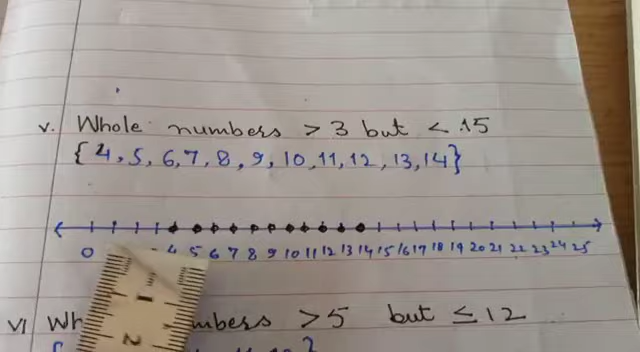 v. Whole numbers > 3 but < 15
{4, 5, 6, 7, 8, 9, 10, 11, 12, 13, 14}
0 4 5 6 7 8 9 10 11 12 13 14 15 16 17 18 19 20 21 22 23 24 25
1
vi > 5 but ≤ 12
2